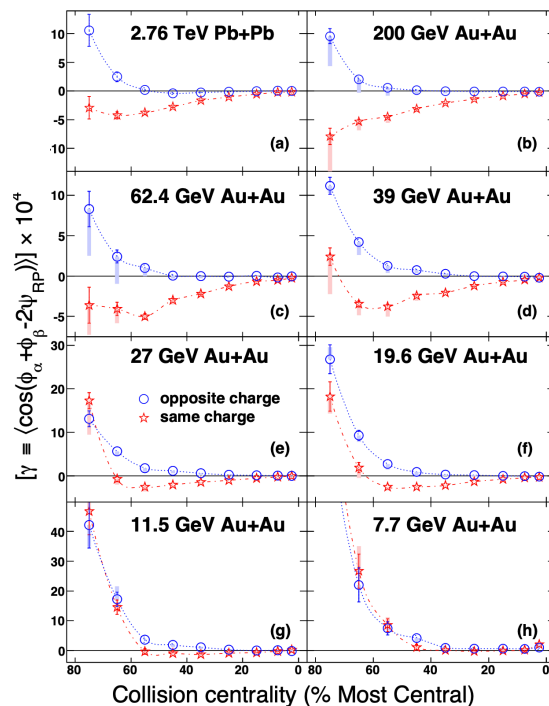 2.76 TeV Pb+Pb
200 GeV Au+Au
10
5
0
-5
-10
(a)
(b)
62.4 GeV Au+Au
39 GeV Au+Au
10
5
0
-5
(c)
(d)
27 GeV Au+Au
19.6 GeV Au+Au
30
20
10
0
opposite charge
same charge
(e)
(f)
11.5 GeV Au+Au
7.7 GeV Au+Au
40
30
20
10
0
(g)
(h)
80 60 40 20 0 80 60 40 20 0
Collision centrality (% Most Central)
[γ ≡ ⟨cos(ϕα+ϕβ-2ψRP)⟩] × 10⁴